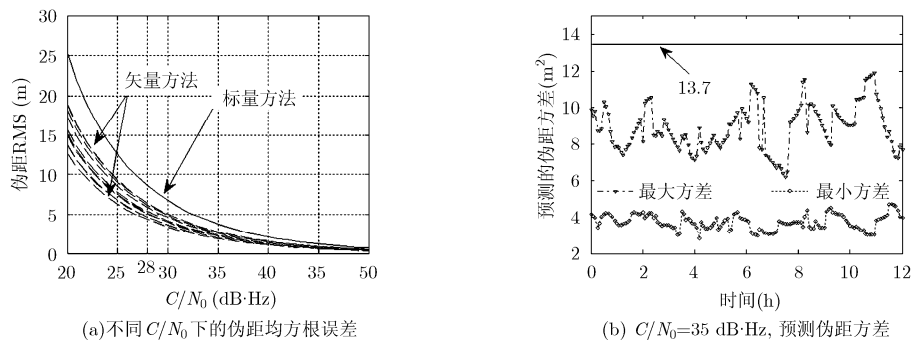 30
25
20
15
10
5
0
伪距RMS (m)
矢量方法
标量方法
20 25 28 30 35 40 35 50
C/N0 (dB·Hz)
(a)不同 C/N0 下的伪距均方根误差
14
12
10
8
6
4
2
预测的伪距方差(m2)
13.7
最大方差 最小方差
0 2 4 6 8 10 12
时间(h)
(b) C/N0=35 dB·Hz, 预测伪距方差